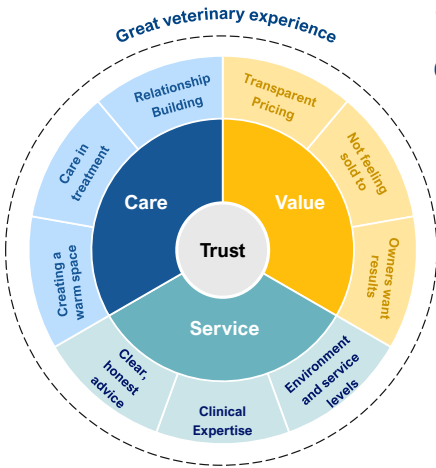 Great veterinary experience
Relationship
Building
Transparent
Pricing
Care in
treatment
Not feeling
sold to
Care
Value
Creating a
warm space
Trust
Owners want
results
Service
Clear,
honest
advice
Clinical
Expertise
Environment
and service
levels